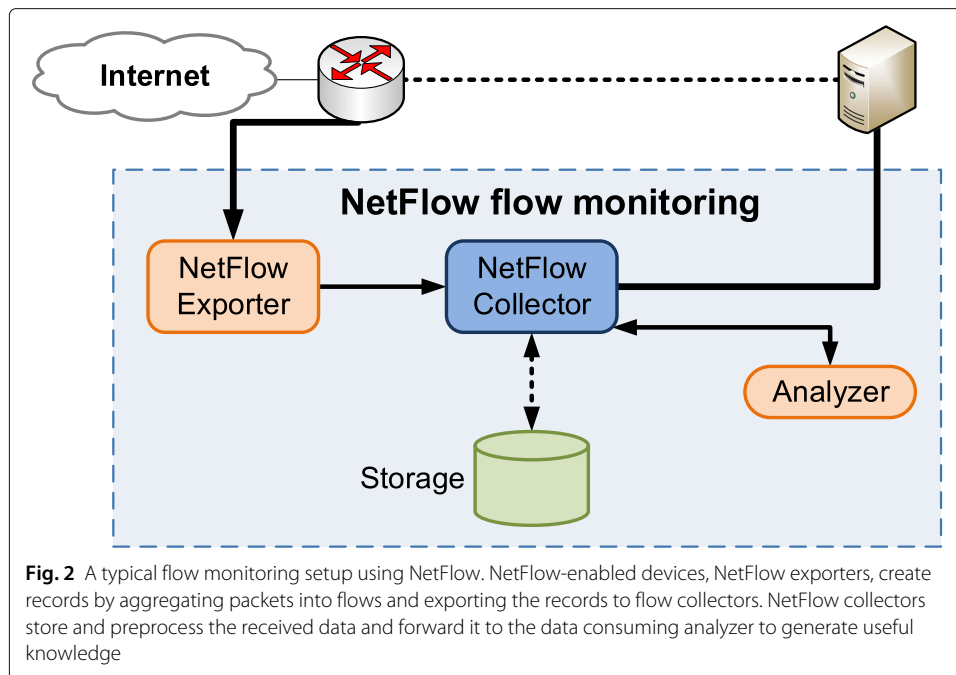 Internet
NetFlow flow monitoring
NetFlow
Exporter
NetFlow
Collector
Analyzer
Storage
Fig. 2 A typical flow monitoring setup using NetFlow. NetFlow-enabled devices, NetFlow exporters, create
records by aggregating packets into flows and exporting the records to flow collectors. NetFlow collectors
store and preprocess the received data and forward it to the data consuming analyzer to generate useful
knowledge